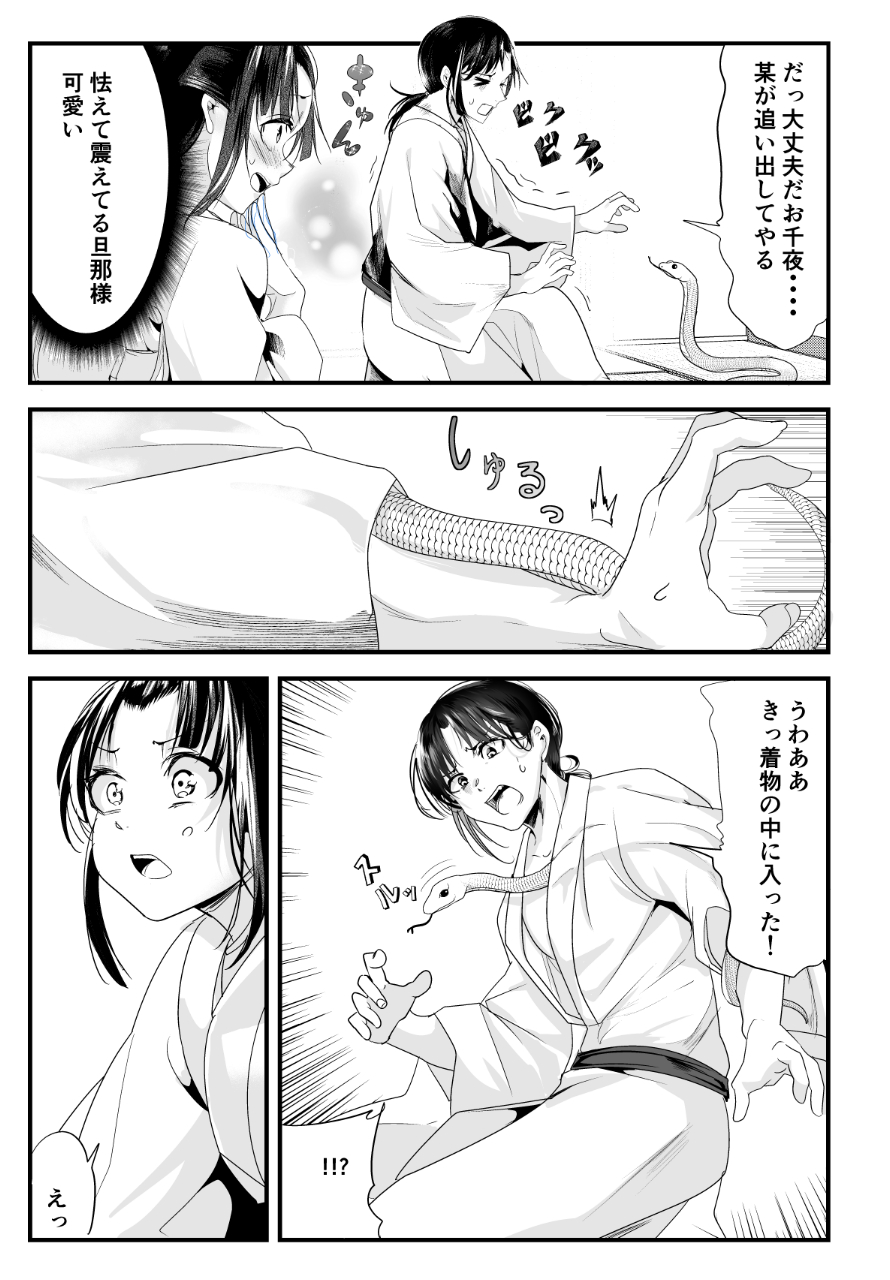 だっ大丈夫だお千夜・・・・
某が追い出してやる
ビクビクッ
きゅん
怯えて震えてる旦那様
可愛い
しゅるっ
うわああ
きっ着物の中に入った！
ヌルッ
!!?
えっ